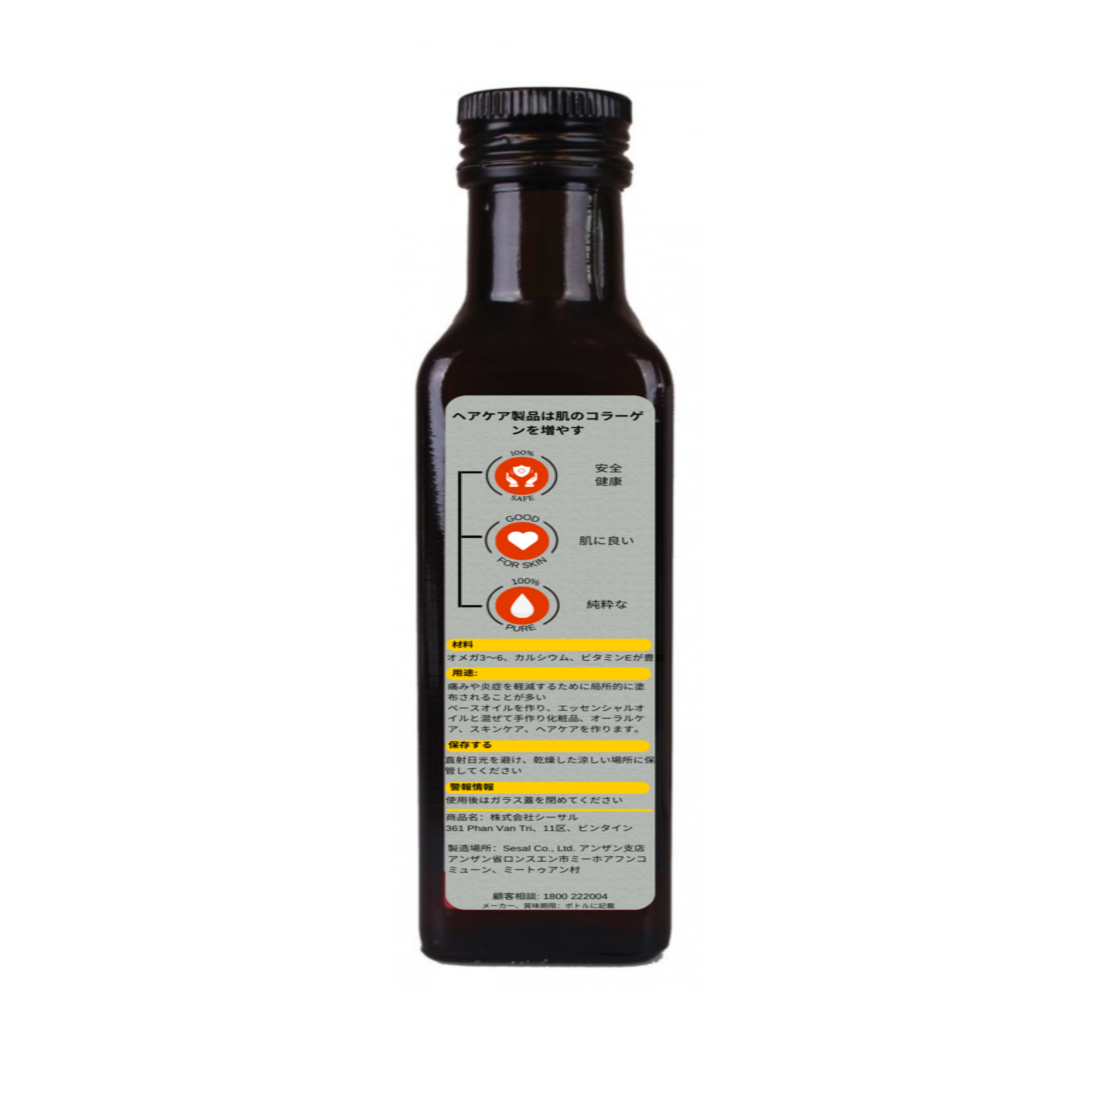 ヘアケア製品は肌のコラーゲ
ンを増やす
100%
SAFE
安全
健康
GOOD
FOR SKIN
肌に良い
100%
PURE
純粋な
材料
オメガ3〜6、カルシウム、ビタミンEが豊
用途:
痛みや炎症を軽減するために局所的に塗
布されることが多い
ベースオイルを作り、エッセンシャルオ
イルと混ぜて手作り化粧品、オーラルケ
ア、スキンケア、ヘアケアを作ります。
保存する
直射日光を避け、乾燥した涼しい場所に保
管してください
警報情報
使用後はガラス蓋を閉めてください
商品名：株式会社シーサル
361 Phan Van Tri、11区、ビンタイン
製造場所：Sesal Co., Ltd. アンザン支店
アンザン省ロンスエン市ミーホアフンコ
ミューン、ミートゥアン村
顧客相談: 1800 222004
メーカー、賞味期限：ボトルに記載